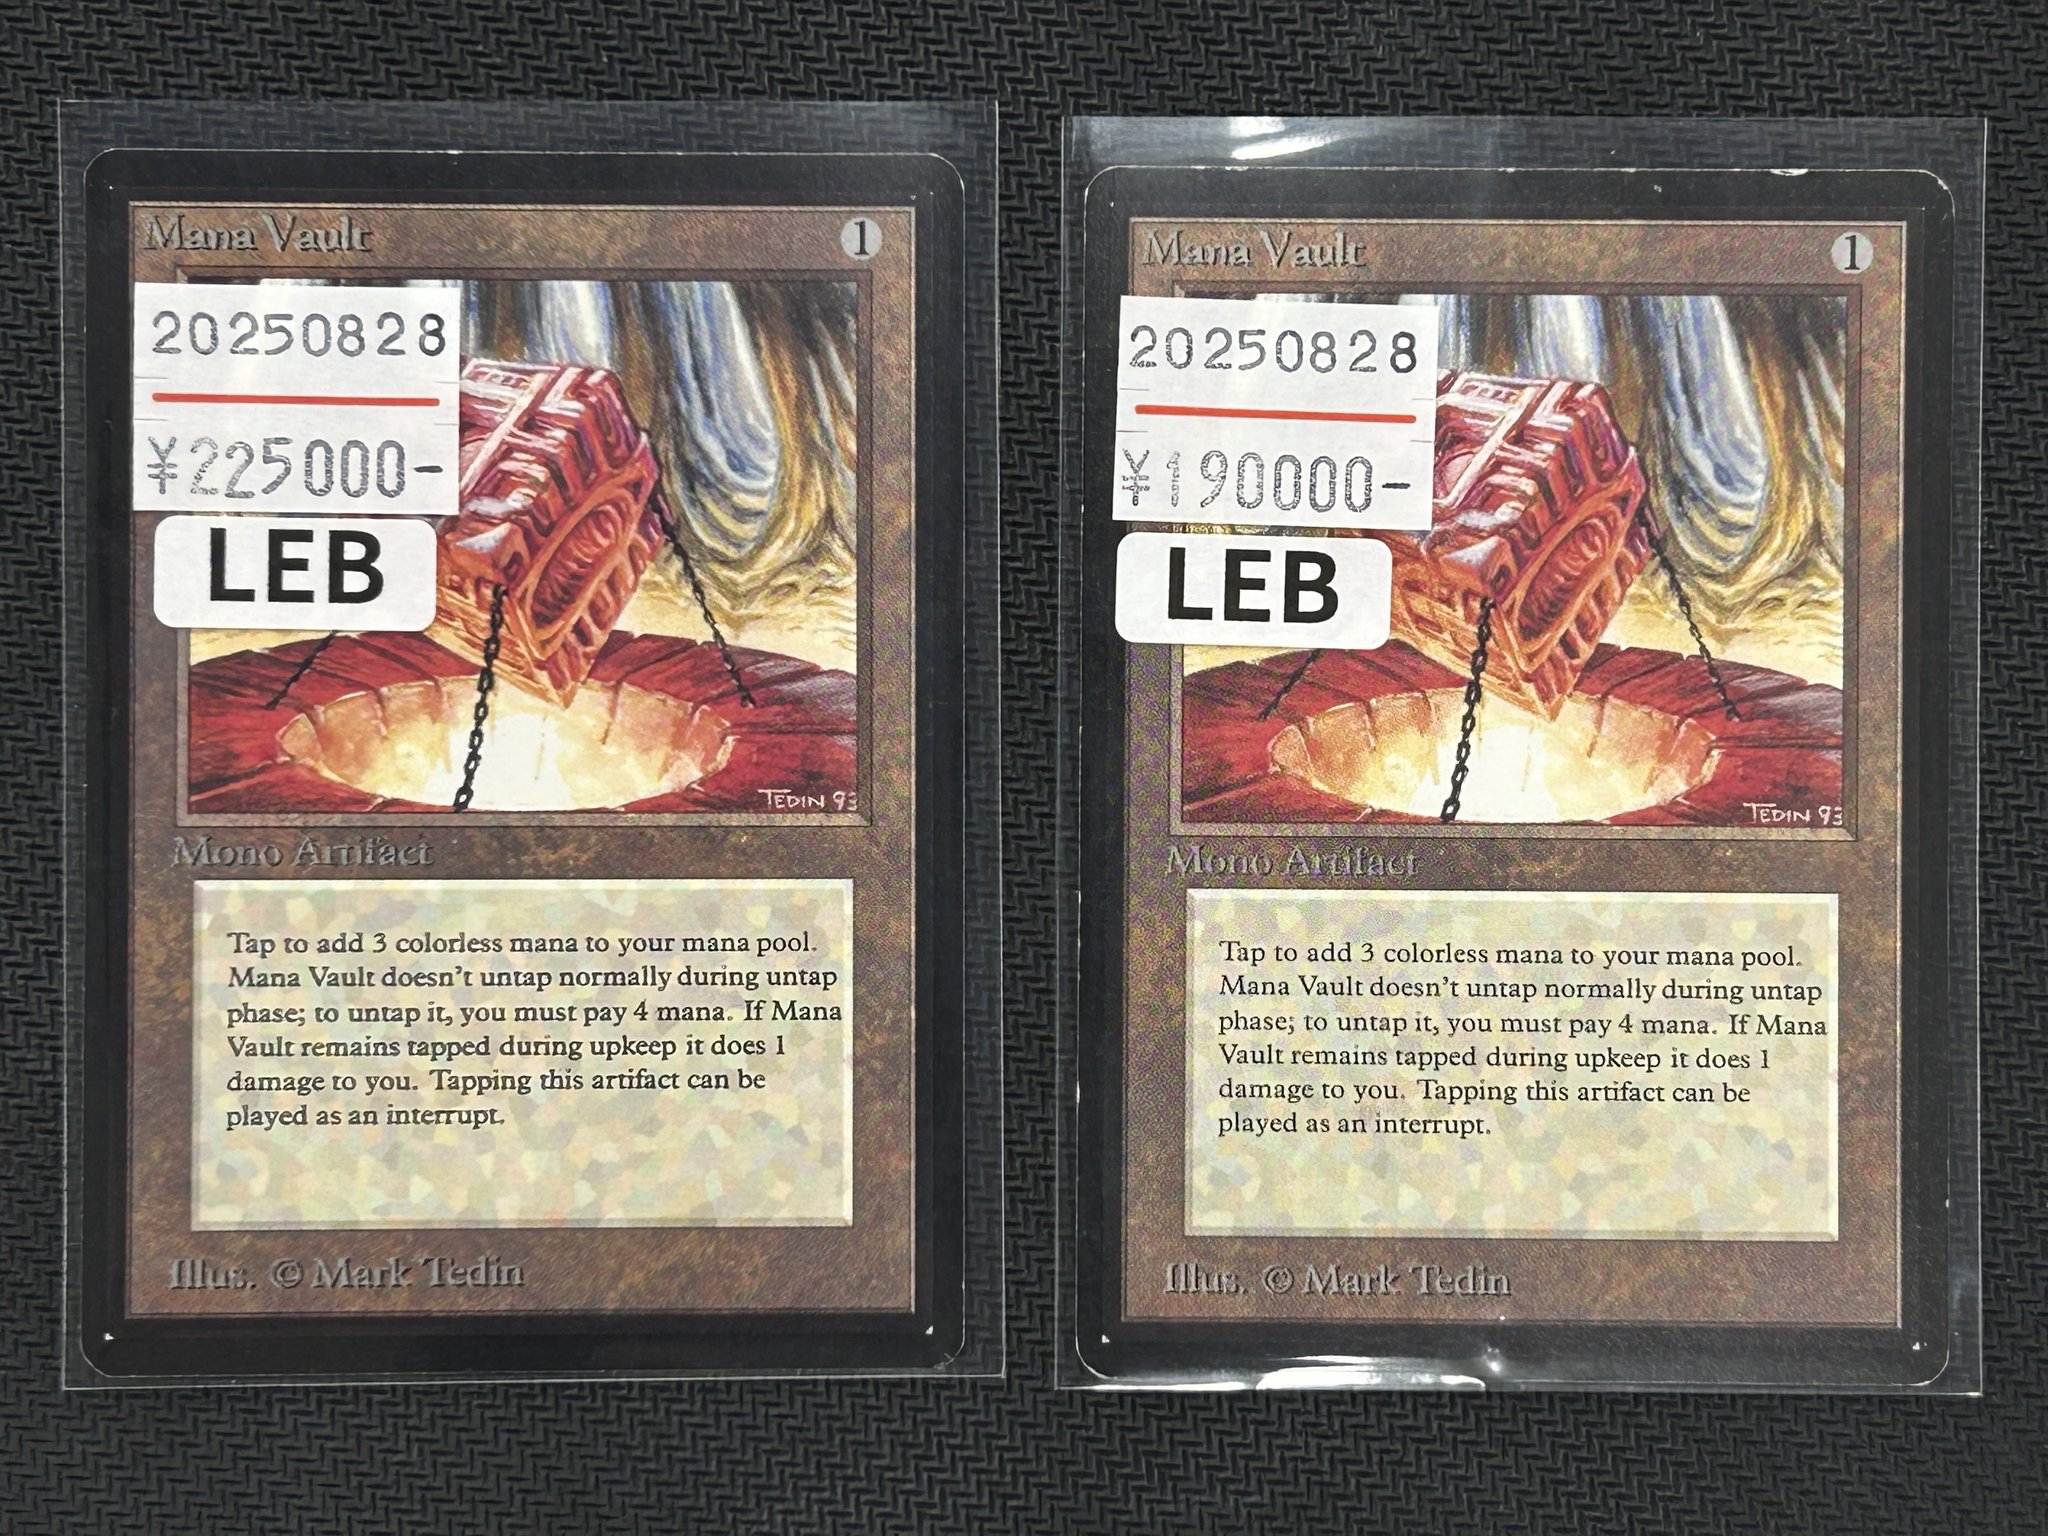 Mana Vault
1
20250828
¥225000-
LEB
TEDIN 93
Mono Artifact
Tap to add 3 colorless mana to your mana pool.
Mana Vault doesn't untap normally during untap
phase; to untap it, you must pay 4 mana. If Mana
Vault remains tapped during upkeep it does 1
damage to you. Tapping this artifact can be
played as an interrupt.
Illus. © Mark Tedin
Mana Vault
1
20250828
¥190000-
LEB
TEDIN 93
Mono Artifact
Tap to add 3 colorless mana to your mana pool.
Mana Vault doesn't untap normally during untap
phase; to untap it, you must pay 4 mana. If Mana
Vault remains tapped during upkeep it does 1
damage to you. Tapping this artifact can be
played as an interrupt.
Illus. © Mark Tedin